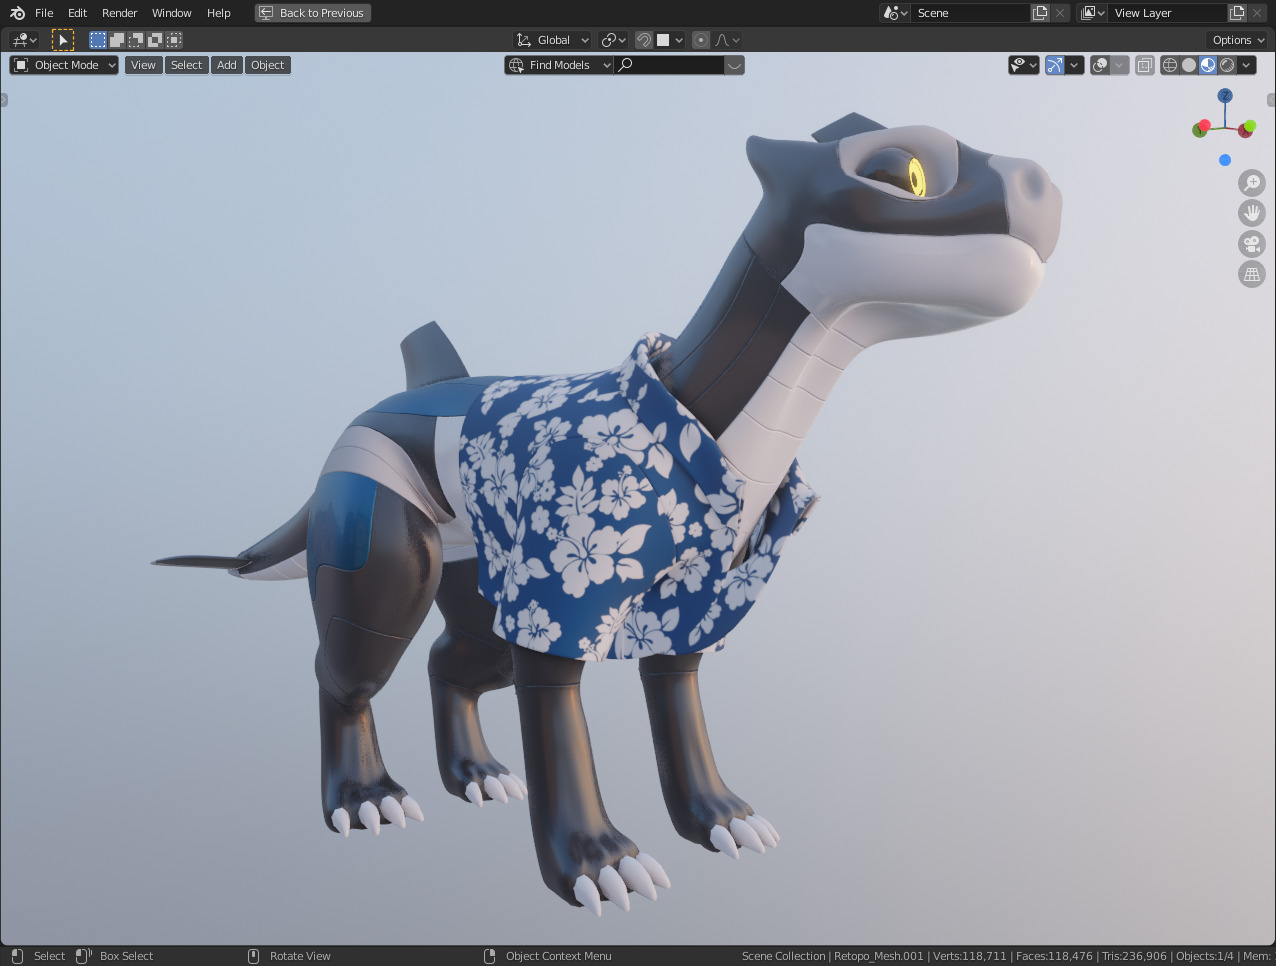 File Edit Render Window Help Back to Previous Scene View Layer
Global Options
Object Mode View Select Add Object Find Models
Z
Select Box Select Rotate View Object Context Menu Scene Collection | Retopo_Mesh.001 | Verts:118,711 | Faces:118,476 | Tris:236,906 | Objects:1/4 | Mem: